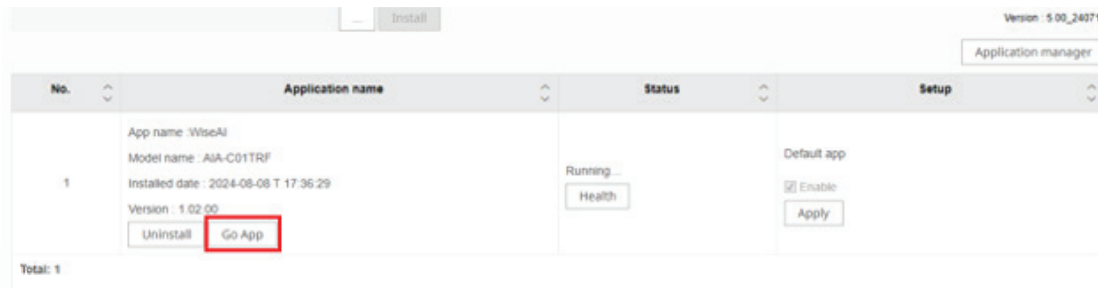 ... Install
Version : 5.00_24071
Application manager
No. Application name Status Setup
App name :WiseAI
Model name : AIA-C01TRF
Installed date : 2024-08-08 T 17:36:29
Version : 1.02.00
Uninstall Go App
1
Running...
Health
Default app
Enable
Apply
Total: 1